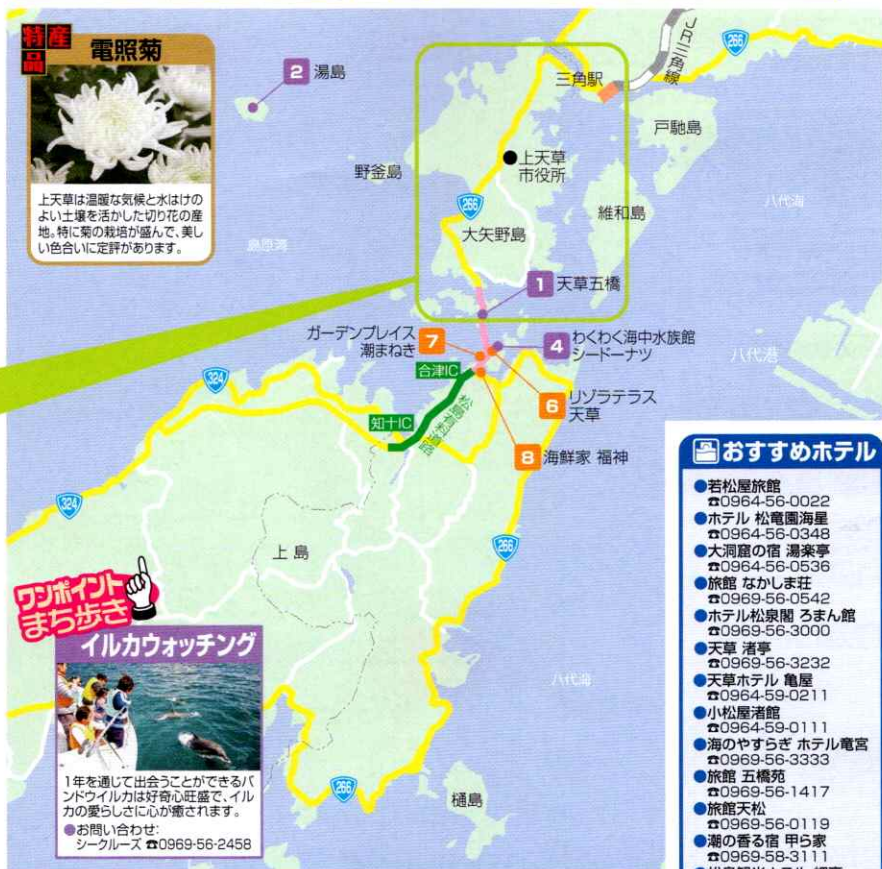 特産品
電照菊
上天草は温暖な気候と水はけの
よい土壌を活かした切り花の産
地。特に菊の栽培が盛んで、美し
い色合いに定評があります。
2 湯島
266
JR三角線
三角駅
戸馳島
野釜島
●上天草
市役所
266
維和島
八代海
島原湾
大矢野島
1 天草五橋
ガーデンプレイス
潮まねき 7
4 わくわく海中水族館
シードーナツ
八代港
324
合津IC
6 リゾラテラス
天草
知十IC
松島有料道路
8 海鮮家 福神
324
266
上島
八代海
266
樋島
ワンポイント
まち歩き
イルカウォッチング
1年を通じて出会うことができるバ
ンドウイルカは好奇心旺盛で、イル
カの愛らしさに心が癒されます。
●お問い合わせ:
シークルーズ ☎0969-56-2458
おすすめホテル
●若松屋旅館
☎0964-56-0022
●ホテル 松竜園海星
☎0964-56-0348
●大洞窟の宿 湯楽亭
☎0964-56-0536
●旅館 なかしま荘
☎0969-56-0542
●ホテル松泉閣 ろまん館
☎0969-56-3000
●天草 渚亭
☎0969-56-3232
●天草ホテル 亀屋
☎0964-59-0211
●小松屋渚館
☎0964-59-0111
●海のやすらぎ ホテル竜宮
☎0969-56-3333
●旅館 五橋苑
☎0969-56-1417
●旅館天松
☎0969-56-0119
●潮の香る宿 甲ら家
☎0969-58-3111